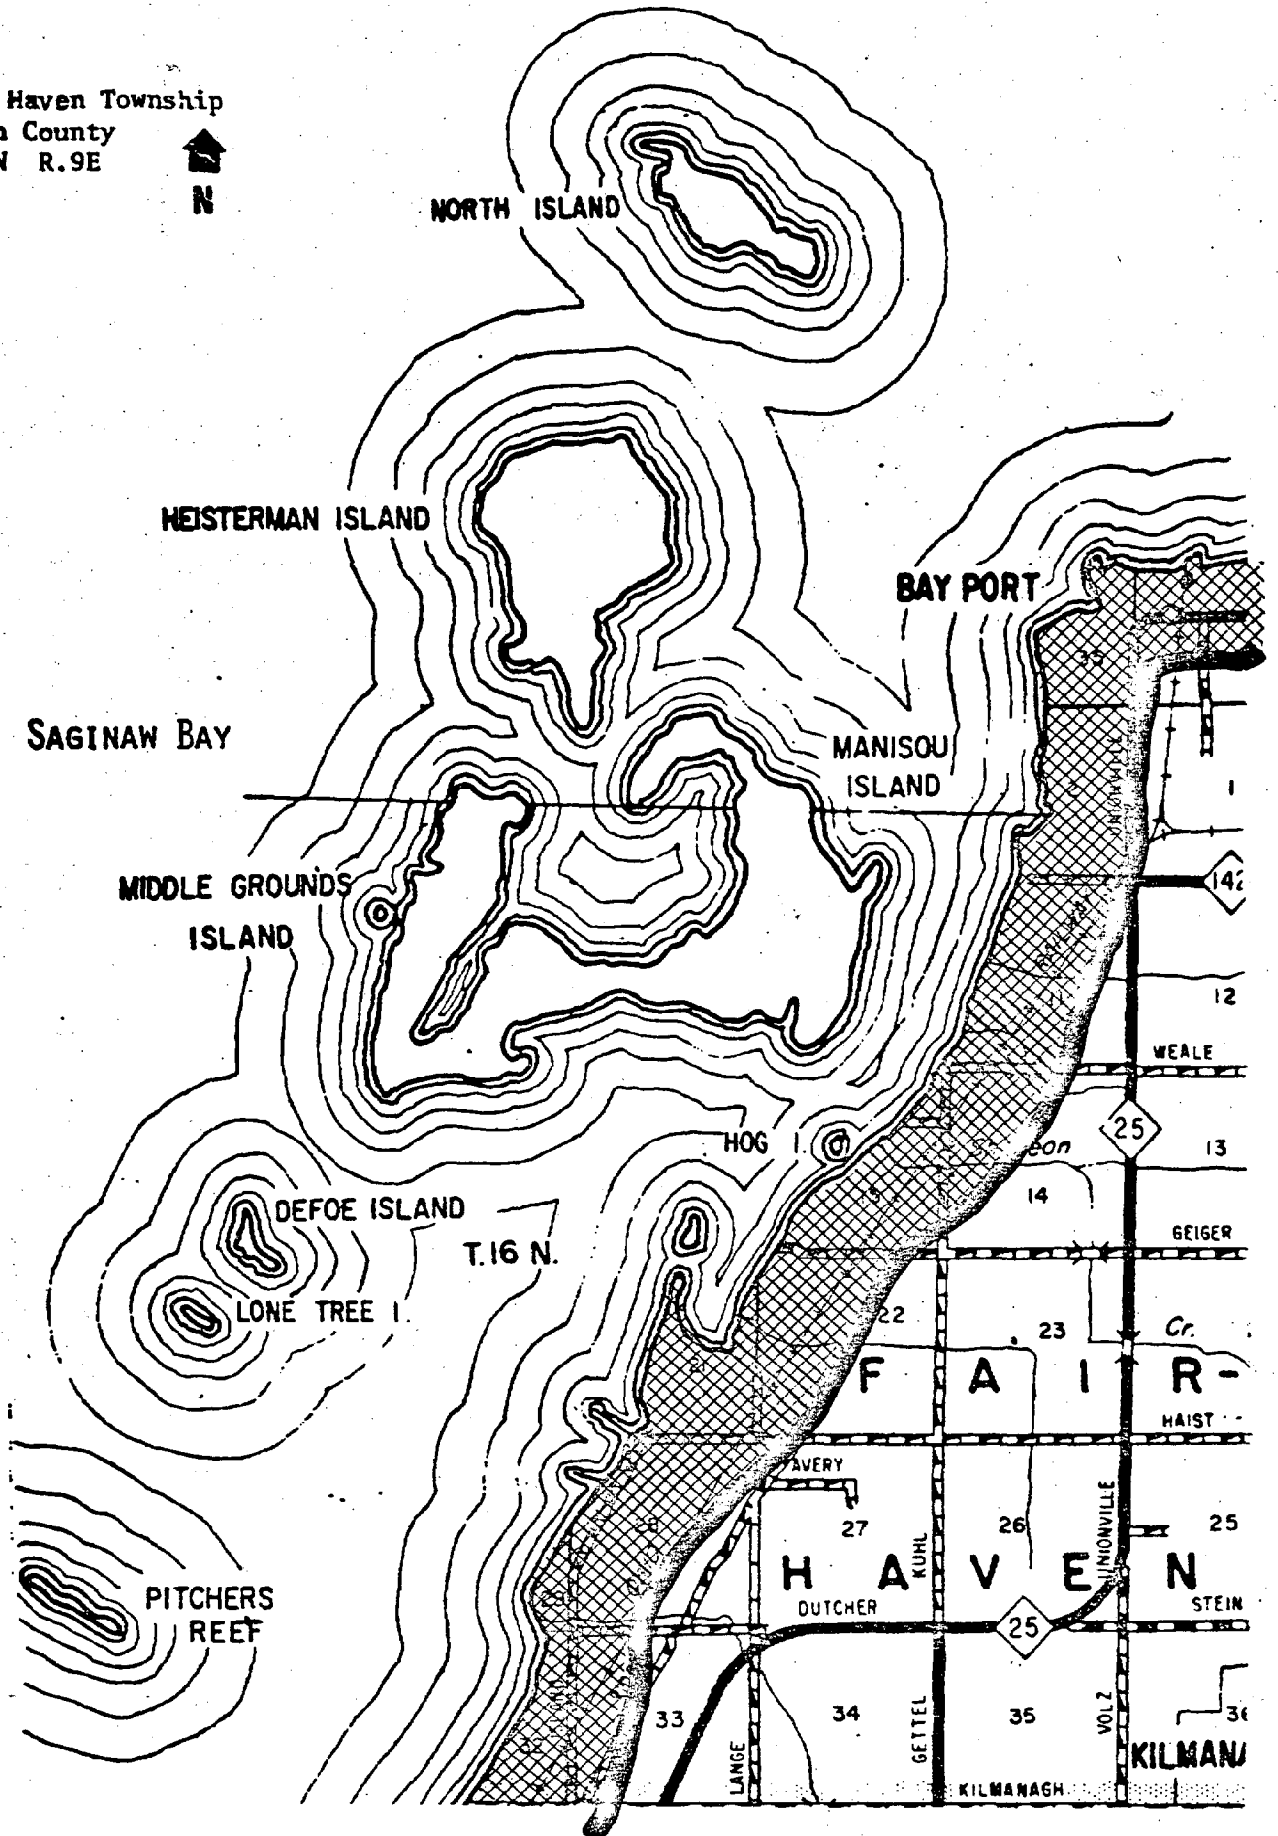 Haven Township
County
R.9E
N
NORTH ISLAND
HEISTERMAN ISLAND
BAY PORT
SAGINAW BAY
MANISOU
ISLAND
1
MIDDLE GROUNDS
ISLAND
142
12
WEALE
25
HOG I.
13
14
DEFOE ISLAND
GEIGER
T.16 N.
LONE TREE I.
22
23
Cr.
F A I R-
HAIST
AVERY
UNIONVILLE
27
26
25
KUHL
H A V E N
PITCHERS
REEF
DUTCHER
25
STEIN
33
34
35
LANGE
GETTEL
VOLZ
KILMANAGH